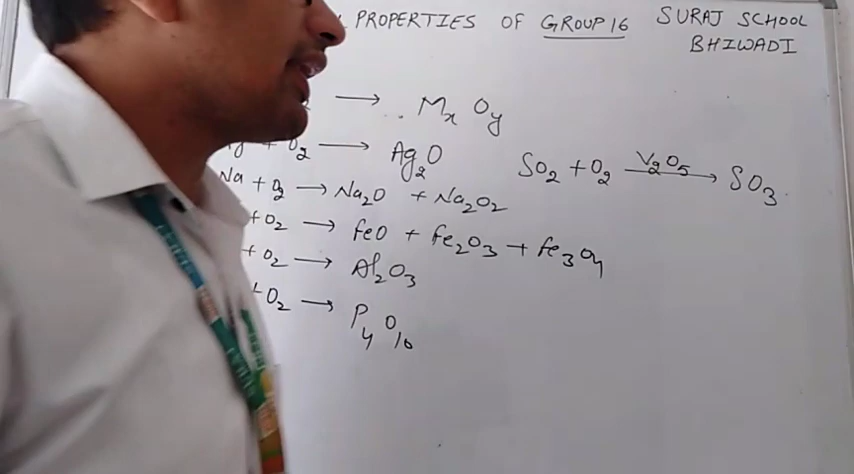 PROPERTIES OF GROUP 16
SURAJ SCHOOL
BHIWADI
→ MxOy
+ O₂ → Ag₂O
Na + O₂ → Na₂O + Na₂O₂
+O₂ → FeO + Fe₂O₃ + Fe₃O₄
+ O₂ → Al₂O₃
+O₂ → P₄O₁₀
SO₂ + O₂ V₂O₅→ SO₃